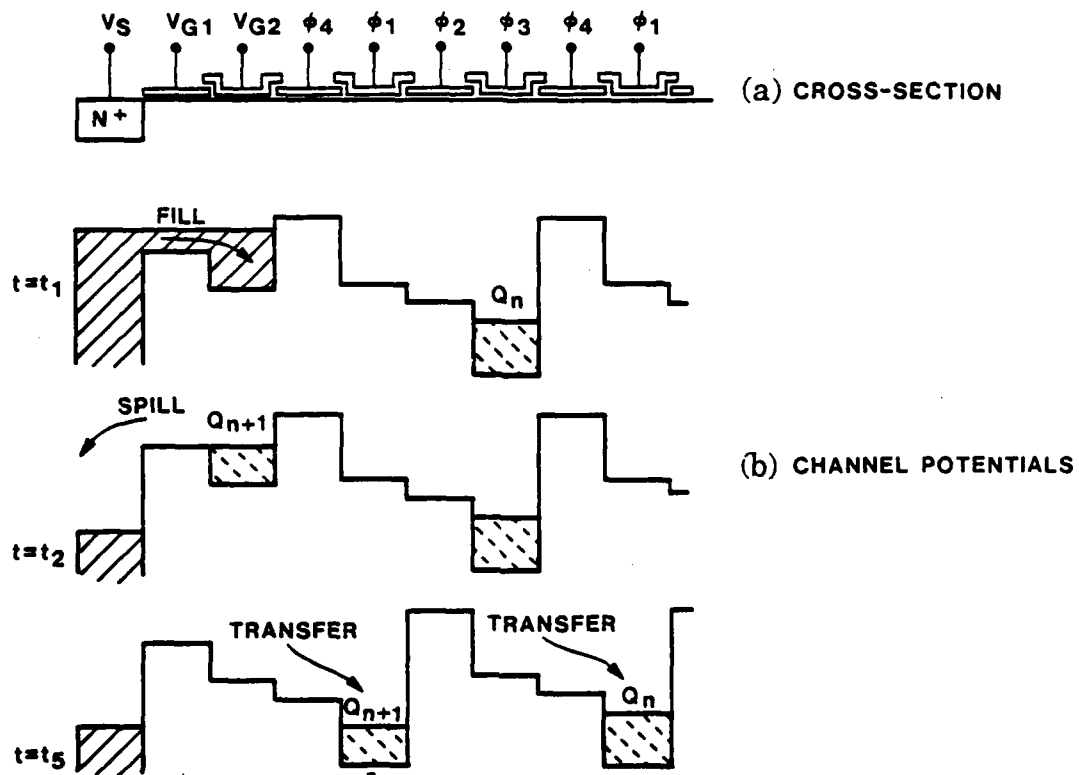 VS VG1 VG2 ϕ4 ϕ1 ϕ2 ϕ3 ϕ4 ϕ1
(a) CROSS-SECTION
N+
FILL
t=t1
Qn
SPILL
Qn+1
(b) CHANNEL POTENTIALS
t=t2
TRANSFER
TRANSFER
Qn+1
Qn
t=t5